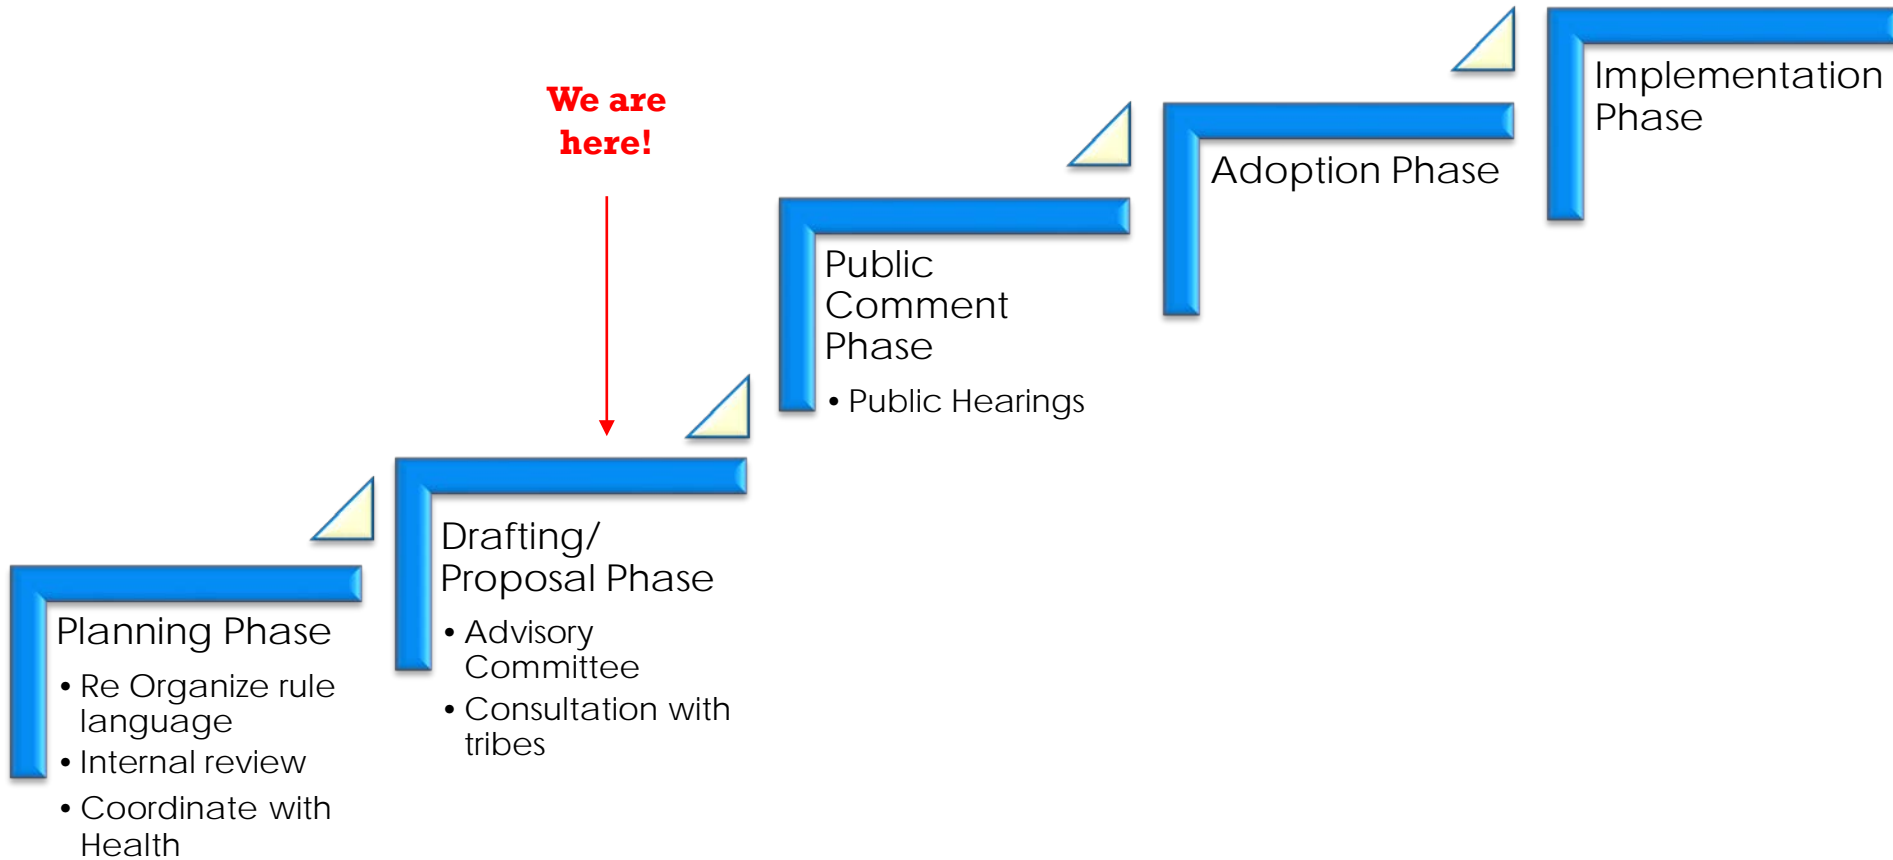 We are
here!
Planning Phase
• Re Organize rule
language
• Internal review
• Coordinate with
Health
Drafting/
Proposal Phase
• Advisory
Committee
• Consultation with
tribes
Public
Comment
Phase
• Public Hearings
Adoption Phase
Implementation
Phase